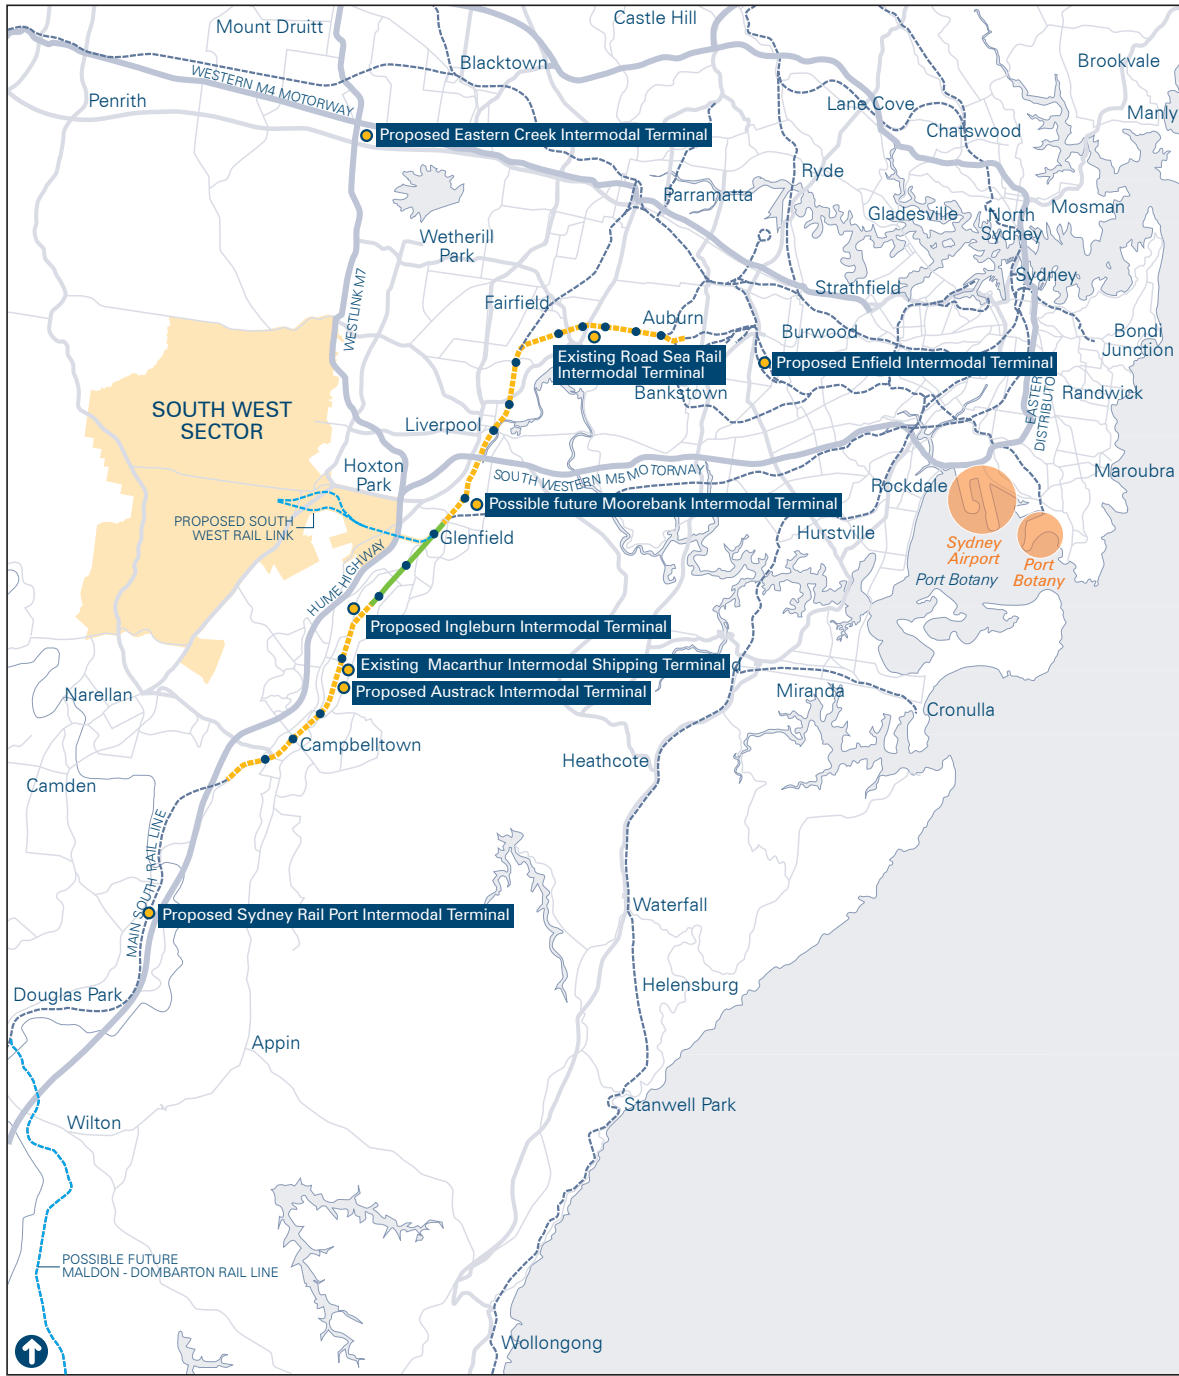 Castle Hill
Mount Druitt
Brookvale
Blacktown
WESTERN M4 MOTORWAY
Penrith
Lane Cove
Manly
Chatswood
Proposed Eastern Creek Intermodal Terminal
Ryde
Parramatta
Gladesville
North
Sydney
Mosman
Wetherill
Park
Sydney
Strathfield
WESTLINK M7
Fairfield
Auburn
Burwood
Bondi
Junction
Existing Road Sea Rail
Intermodal Terminal
Proposed Enfield Intermodal Terminal
Bankstown
EASTER
DISTRIBUTO
Randwick
SOUTH WEST
SECTOR
Liverpool
Hoxton
Park
SOUTH WESTERN M5 MOTORWAY
Maroubra
Rockdale
Possible future Moorebank Intermodal Terminal
PROPOSED SOUTH
WEST RAIL LINK
Glenfield
Hurstville
Sydney
Airport
Port
Botany
Port Botany
HUME HIGHWAY
Proposed Ingleburn Intermodal Terminal
Existing Macarthur Intermodal Shipping Terminal
d
Proposed Austrack Intermodal Terminal
Narellan
Miranda
Cronulla
Campbelltown
Heathcote
Camden
MAIN SOUTH RAIL LINE
Waterfall
Proposed Sydney Rail Port Intermodal Terminal
Helensburg
Douglas Park
Appin
Stanwell Park
Wilton
POSSIBLE FUTURE
MALDON - DOMBARTON RAIL LINE
Wollongong